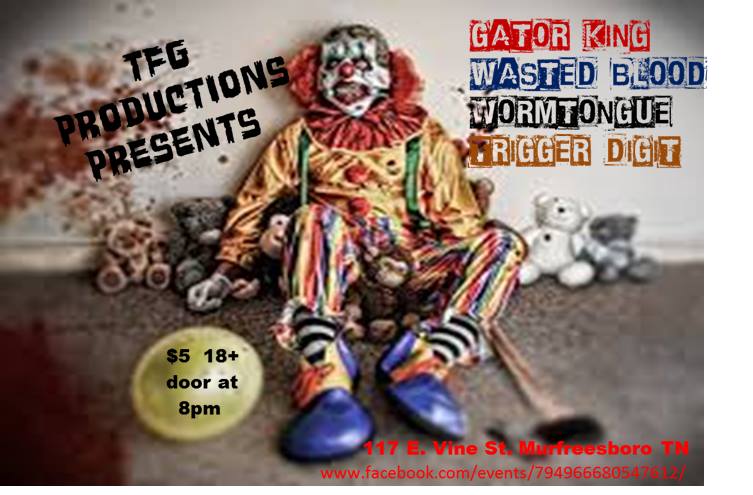 TFG
PRODUCTIONS
PRESENTS
GATOR KING
WASTED BLOOD
WORMTONGUE
TRIGGER DIGIT
$5 18+
door at
8pm
117 E. Vine St. Murfreesboro TN
www.facebook.com/events/794966680547612/